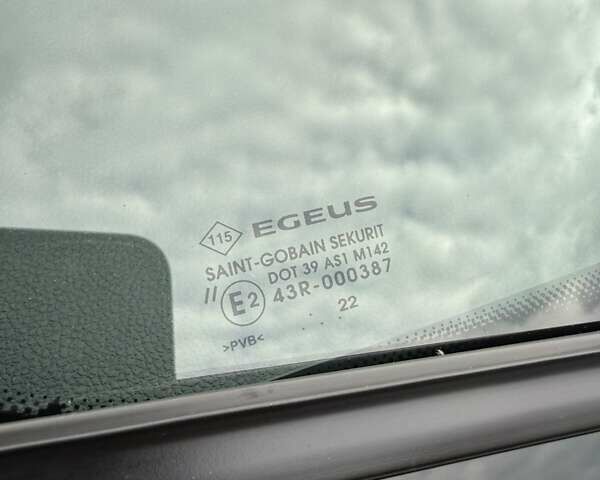 115 EGEUS
SAINT-GOBAIN SEKURIT
DOT 39 AS1 M142
// E2 43R-000387
. . . 22
>PVB<